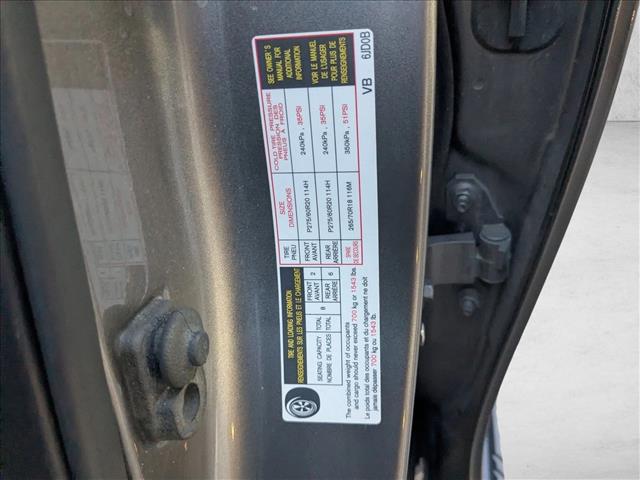 TIRE AND LOADING INFORMATION
RENSEIGNEMENTS SUR LES PNEUS ET LE CHARGEMENT
SEATING CAPACITY TOTAL 8 FRONT 2 REAR 6
NOMBRE DE PLACES TOTAL AVANT ARRIÈRE
The combined weight of occupants
and cargo should never exceed 700 kg or 1543 lbs.
Le poids total des occupants et du chargement ne doit
jamais dépasser 700 kg ou 1543 lb.
TIRE SIZE COLD TIRE PRESSURE
PNEU DIMENSIONS PRESSION DES
PNEUS À FROID
FRONT P275/60R20 114H 240kPa , 35PSI
AVANT
REAR P275/60R20 114H 240kPa , 35PSI
ARRIÈRE
SPARE 265/70R18 116M 350kPa , 51PSI
DE SECOURS
SEE OWNER'S
MANUAL FOR
ADDITIONAL
INFORMATION
VOIR LE MANUEL
DE L'USAGER
POUR PLUS DE
RENSEIGNEMENTS
VB 6JD0B